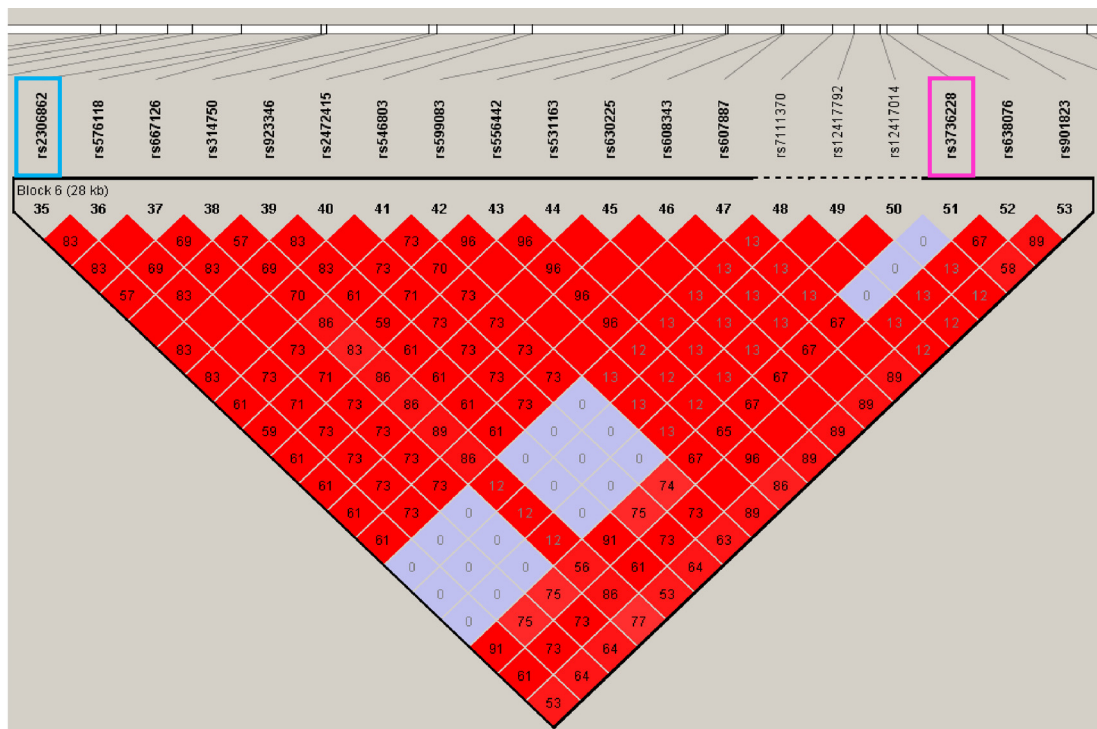 rs2306862
rs576118
rs667126
rs314750
rs923346
rs2472415
rs546803
rs599083
rs556442
rs531163
rs630225
rs608343
rs607887
rs7111370
rs12417792
rs12417014
rs3736228
rs638076
rs901823
Block 6 (28 kb)
35 36 37 38 39 40 41 42 43 44 45 46 47 48 49 50 51 52 53
83 69 57 83 73 96 96 13 0 67 89
83 69 83 69 83 73 70 96 13 13 0 13 58
57 83 70 61 71 73 96 13 13 13 0 13 12
86 59 73 73 96 13 13 13 67 13 12
83 73 83 61 73 73 12 13 13 67 12
83 73 71 86 61 73 73 13 12 13 67 89
61 71 73 86 61 73 0 13 12 67 89
59 73 73 89 61 0 0 13 65 89
61 73 73 86 0 0 0 67 96 89
61 73 73 12 0 0 74 86
61 73 0 12 0 75 73 89
61 0 0 12 91 73 63
0 0 0 56 61 64
0 0 75 86 53
0 75 73 77
91 73 64
61 64
53